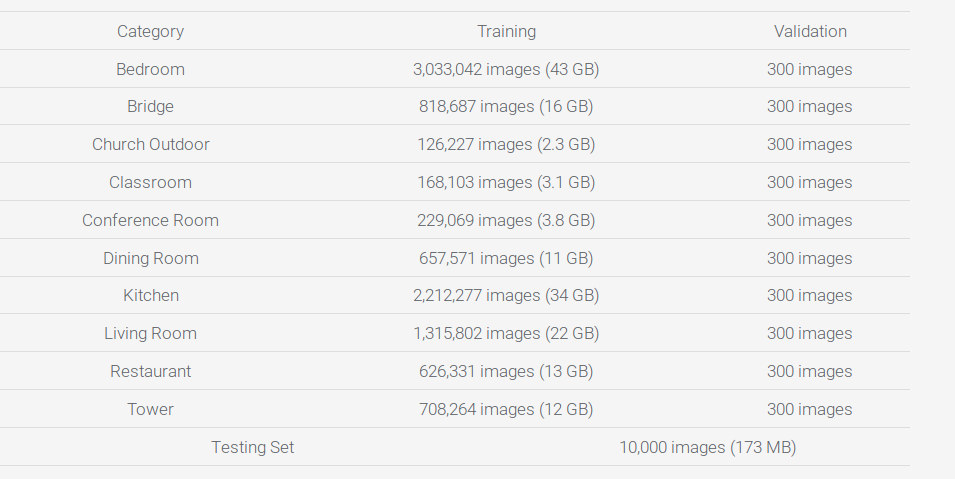 Category Training Validation
Bedroom 3,033,042 images (43 GB) 300 images
Bridge 818,687 images (16 GB) 300 images
Church Outdoor 126,227 images (2.3 GB) 300 images
Classroom 168,103 images (3.1 GB) 300 images
Conference Room 229,069 images (3.8 GB) 300 images
Dining Room 657,571 images (11 GB) 300 images
Kitchen 2,212,277 images (34 GB) 300 images
Living Room 1,315,802 images (22 GB) 300 images
Restaurant 626,331 images (13 GB) 300 images
Tower 708,264 images (12 GB) 300 images
Testing Set 10,000 images (173 MB)